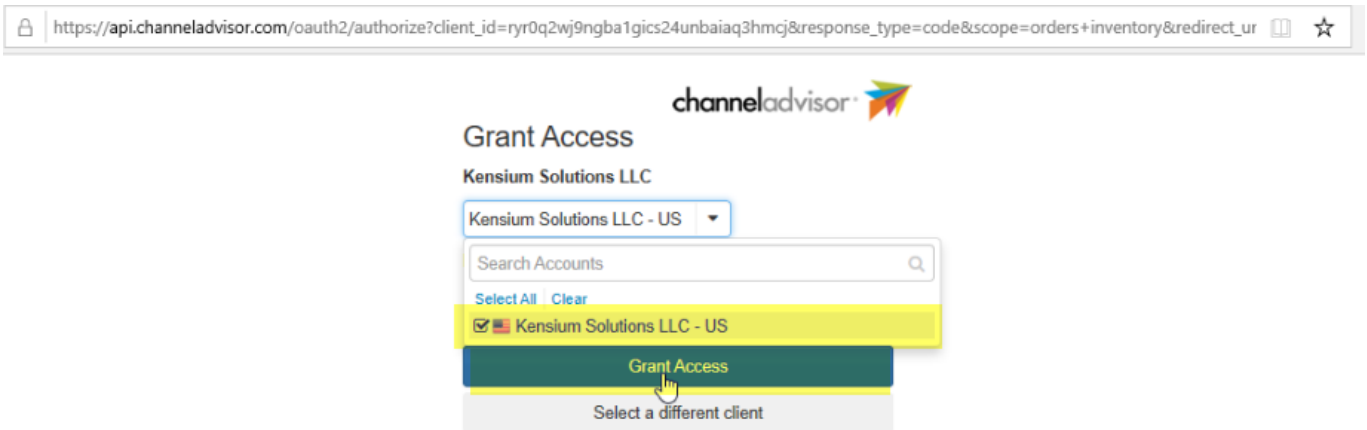 https://api.channeladvisor.com/oauth2/authorize?client_id=ryr0q2wj9ngba1gics24unbaiaq3hmcj&response_type=code&scope=orders+inventory&redirect_ur
channeladvisor
Grant Access
Kensium Solutions LLC
Kensium Solutions LLC - US
Search Accounts
Select All Clear
Kensium Solutions LLC - US
Grant Access
Select a different client